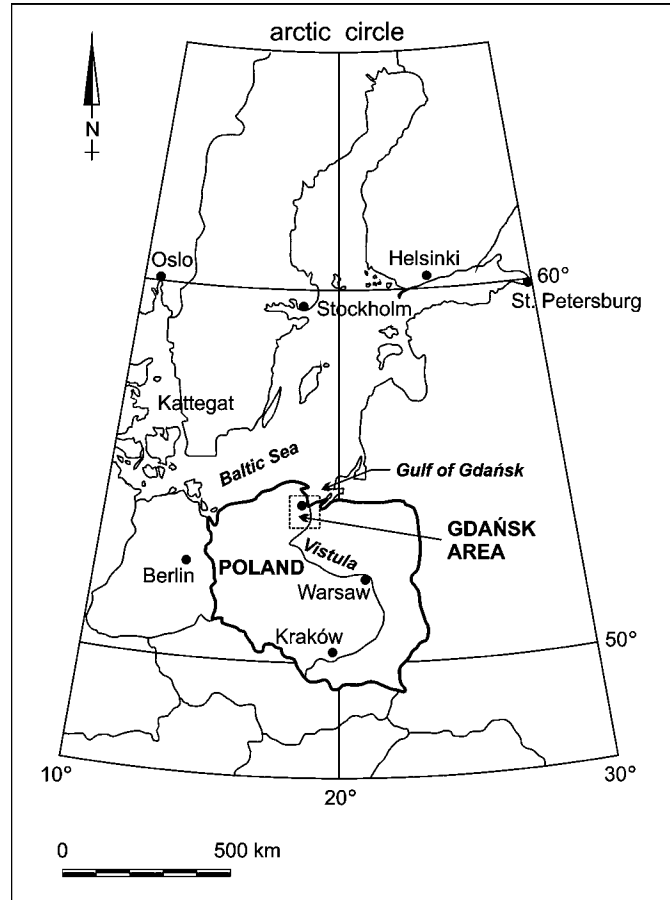 arctic circle
N
Oslo
Helsinki
60°
St. Petersburg
Stockholm
Kattegat
Baltic Sea
Gulf of Gdańsk
GDAŃSK
AREA
Vistula
POLAND
Berlin
Warsaw
Kraków
50°
10°
30°
20°
0 500 km